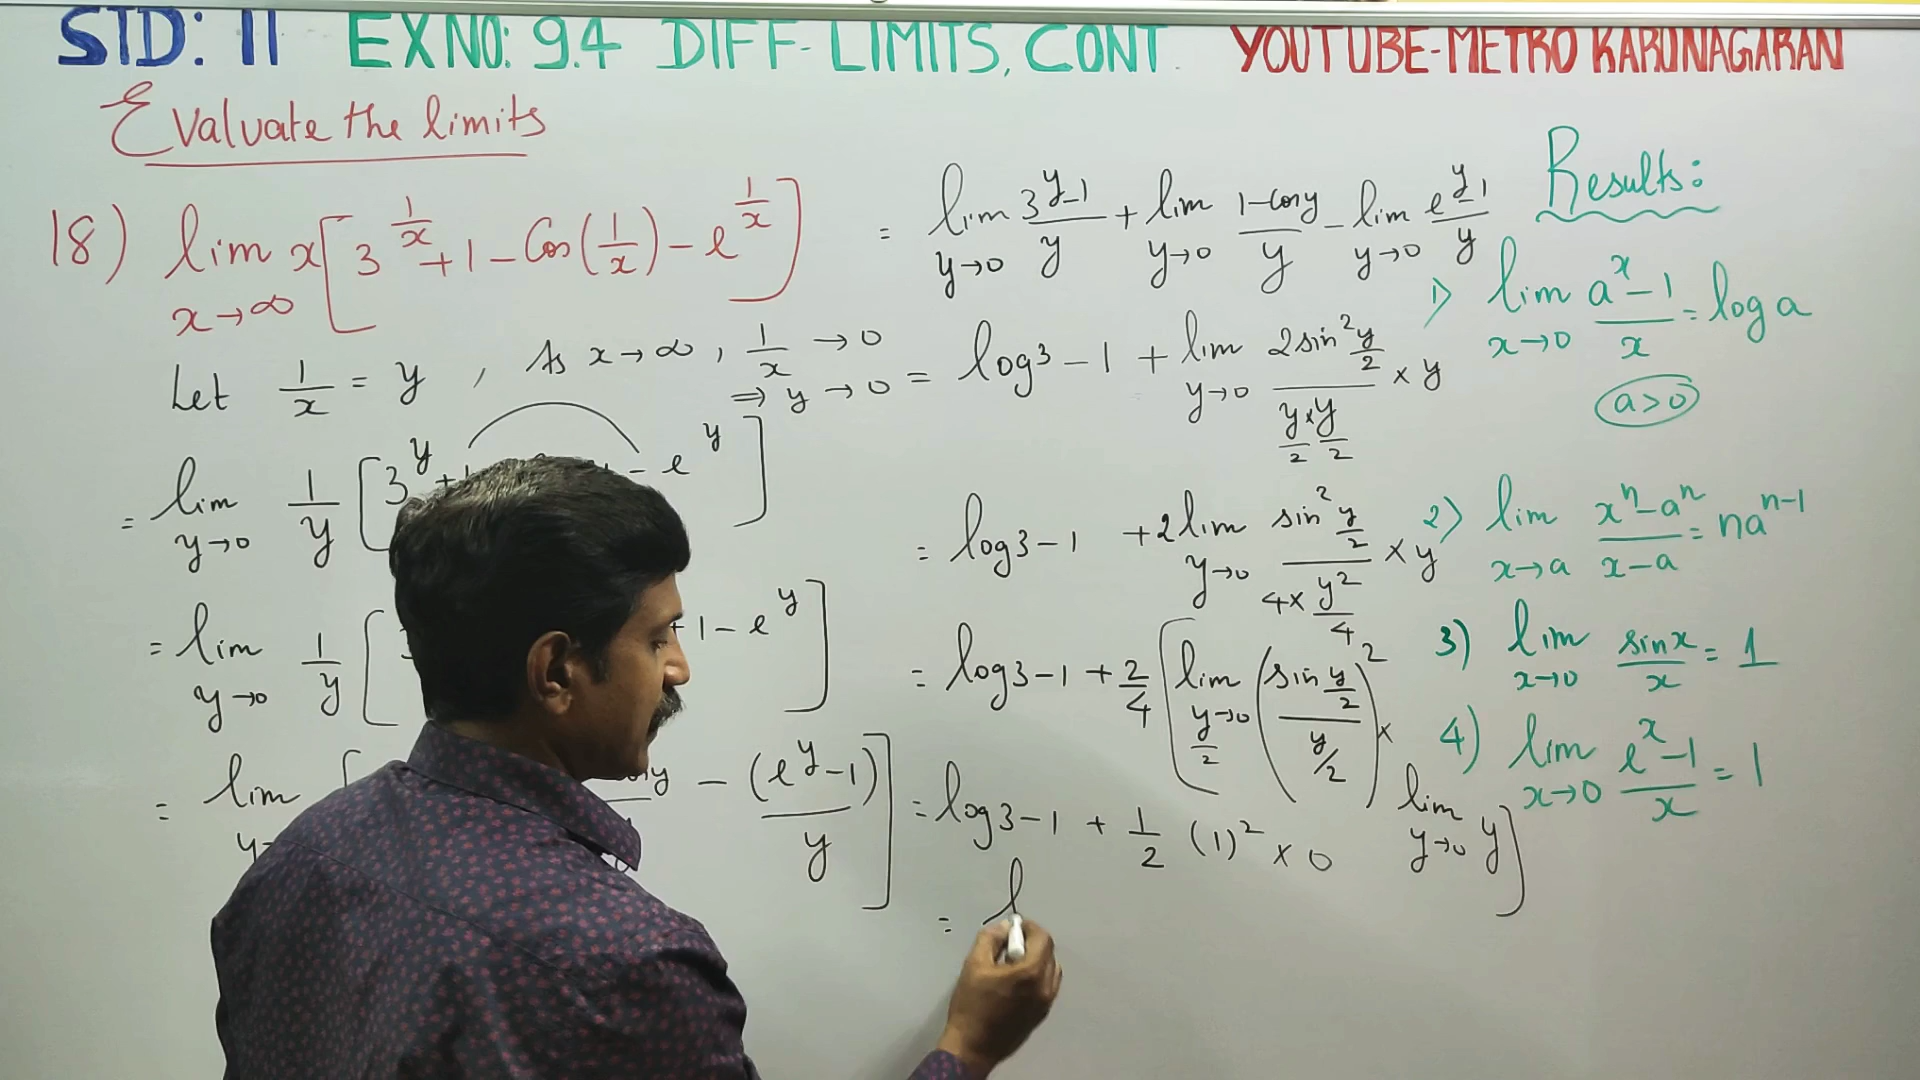 STD: 11 EX NO: 9.4 DIFF-LIMITS, CONT. YOUTUBE-METRO KARUNAGARAN
Evaluate the limits
18) lim x→∞ x[3^(1/x) + 1 - Cos(1/x) - e^(1/x)]
Let 1/x = y, As x→∞, 1/x → 0
⇒ y → 0
= lim y→0 1/y [3^y +1 - e^y]
= lim y→0 1/y [ +1 - e^y]
= lim [ y - (e^y - 1)/y]
= lim y→0 (3^y - 1)/y + lim y→0 (1-cosy)/y - lim y→0 (e^y - 1)/y
= log3 - 1 + lim y→0 (2sin² y/2)/(y/2 × y/2) × y
= log3 - 1 + 2 lim y→0 (sin² y/2)/(4 × y²/4) × y
= log3 - 1 + 2/4 [lim y/2→0 (sin y/2 / y/2)² × lim y→0 y]
= log3 - 1 + 1/2 (1)² × 0
= l
Results:
1) lim x→0 (a^x - 1)/x = log a
a>0
2) lim x→a (x^n - a^n)/(x-a) = na^(n-1)
3) lim x→0 sinx/x = 1
4) lim x→0 (e^x - 1)/x = 1